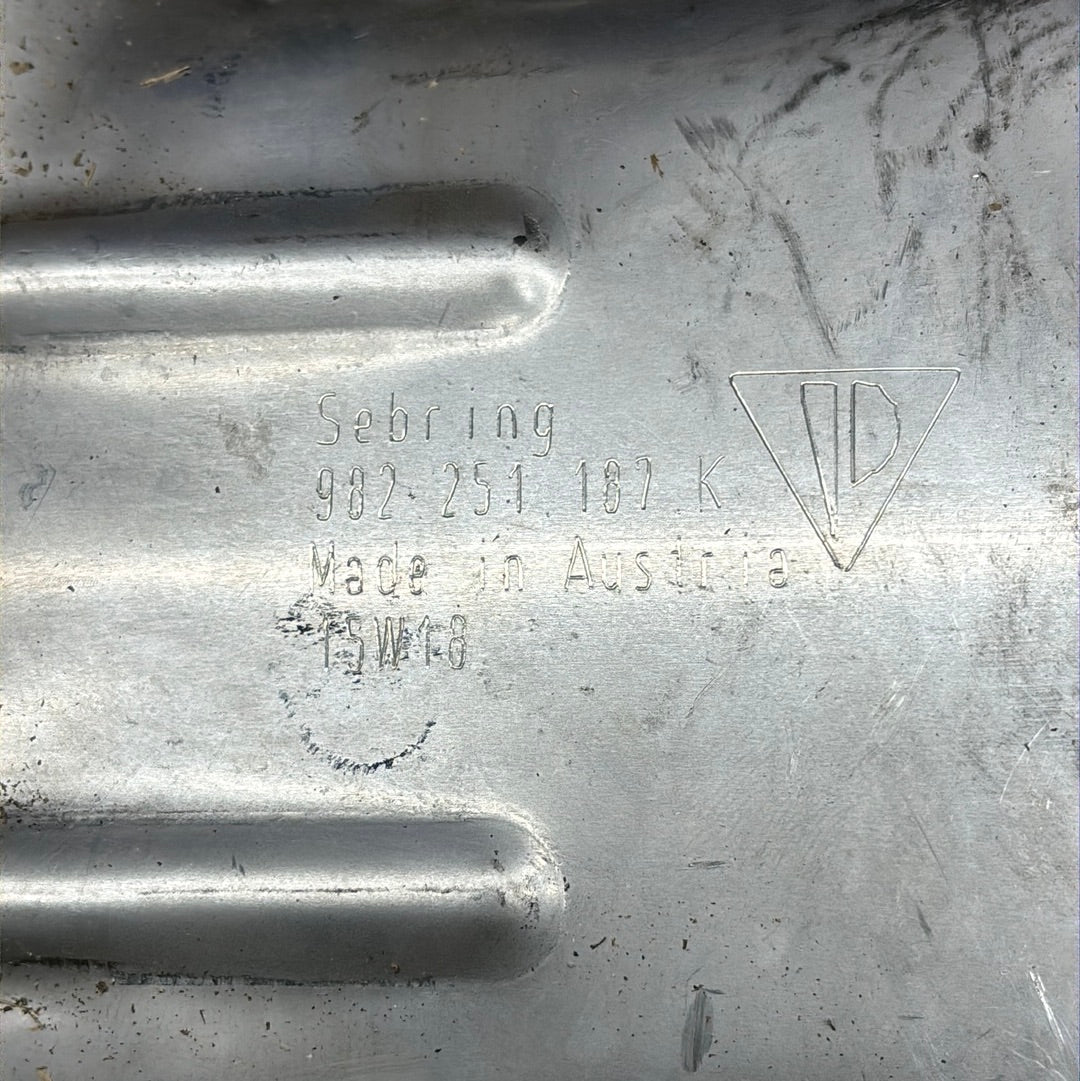 Sebring
982 251 187 K
Made in Austria
15W18